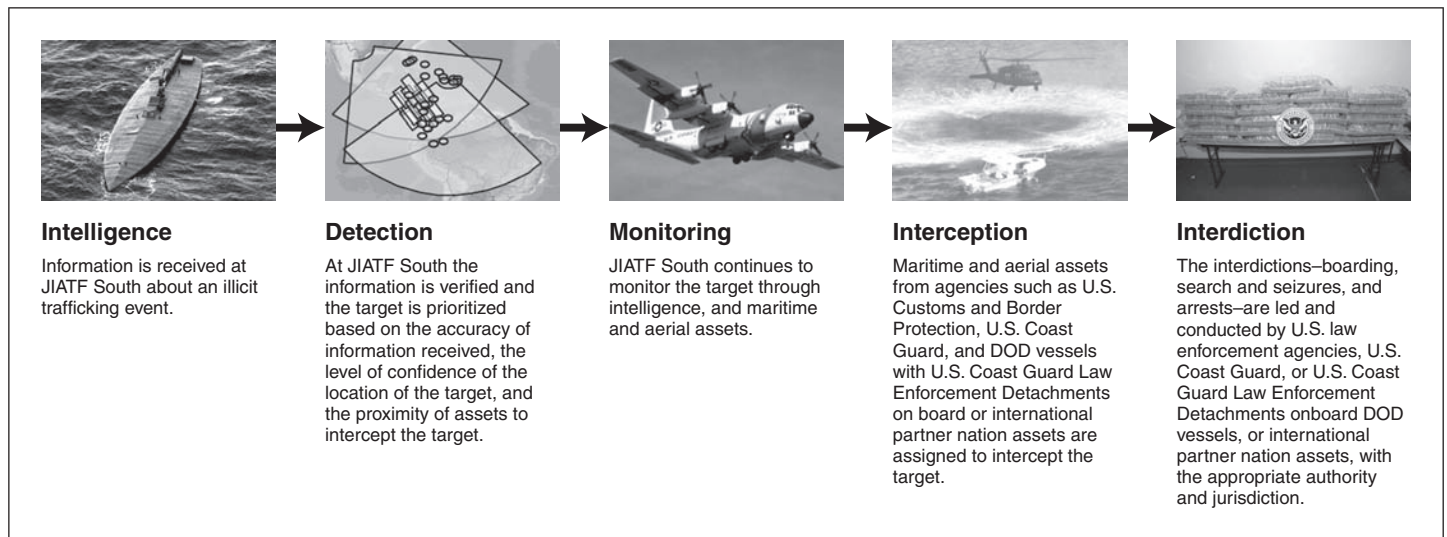 Intelligence
Information is received at
JIATF South about an illicit
trafficking event.
Detection
At JIATF South the
information is verified and
the target is prioritized
based on the accuracy of
information received, the
level of confidence of the
location of the target, and
the proximity of assets to
intercept the target.
Monitoring
JIATF South continues to
monitor the target through
intelligence, and maritime
and aerial assets.
Interception
Maritime and aerial assets
from agencies such as U.S.
Customs and Border
Protection, U.S. Coast
Guard, and DOD vessels
with U.S. Coast Guard Law
Enforcement Detachments
on board or international
partner nation assets are
assigned to intercept the
target.
Interdiction
The interdictions–boarding,
search and seizures, and
arrests–are led and
conducted by U.S. law
enforcement agencies, U.S.
Coast Guard, or U.S. Coast
Guard Law Enforcement
Detachments onboard DOD
vessels, or international
partner nation assets, with
the appropriate authority
and jurisdiction.